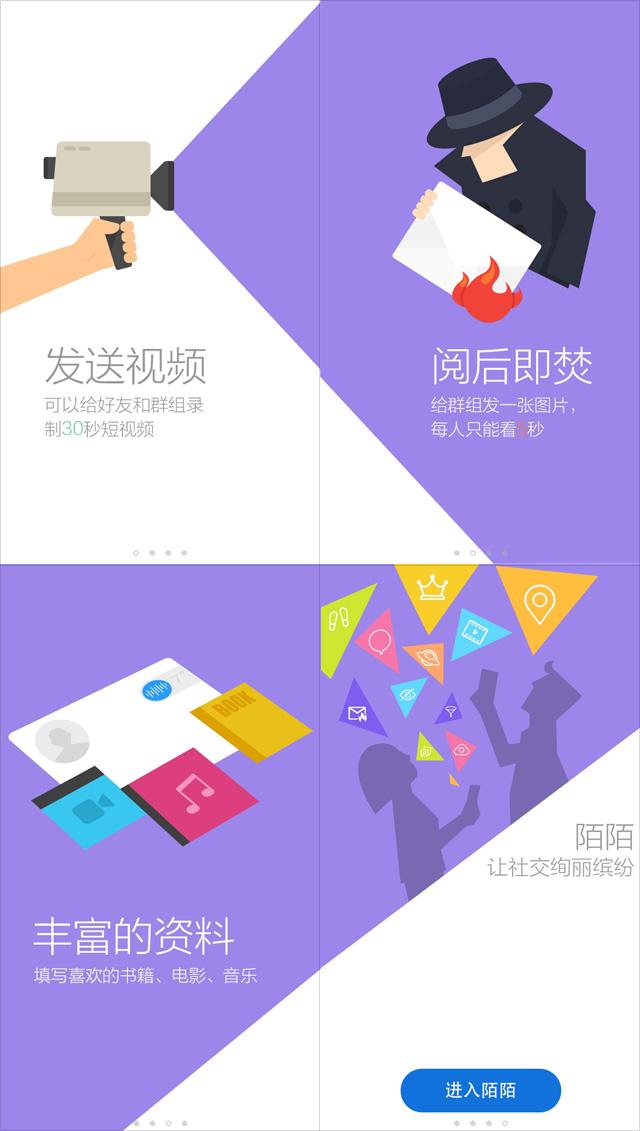 发送视频
可以给好友和群组录
制30秒短视频
阅后即焚
给群组发一张图片，
每人只能看5秒
7"
BOOK
丰富的资料
填写喜欢的书籍、电影、音乐
陌陌
让社交绚丽缤纷
进入陌陌